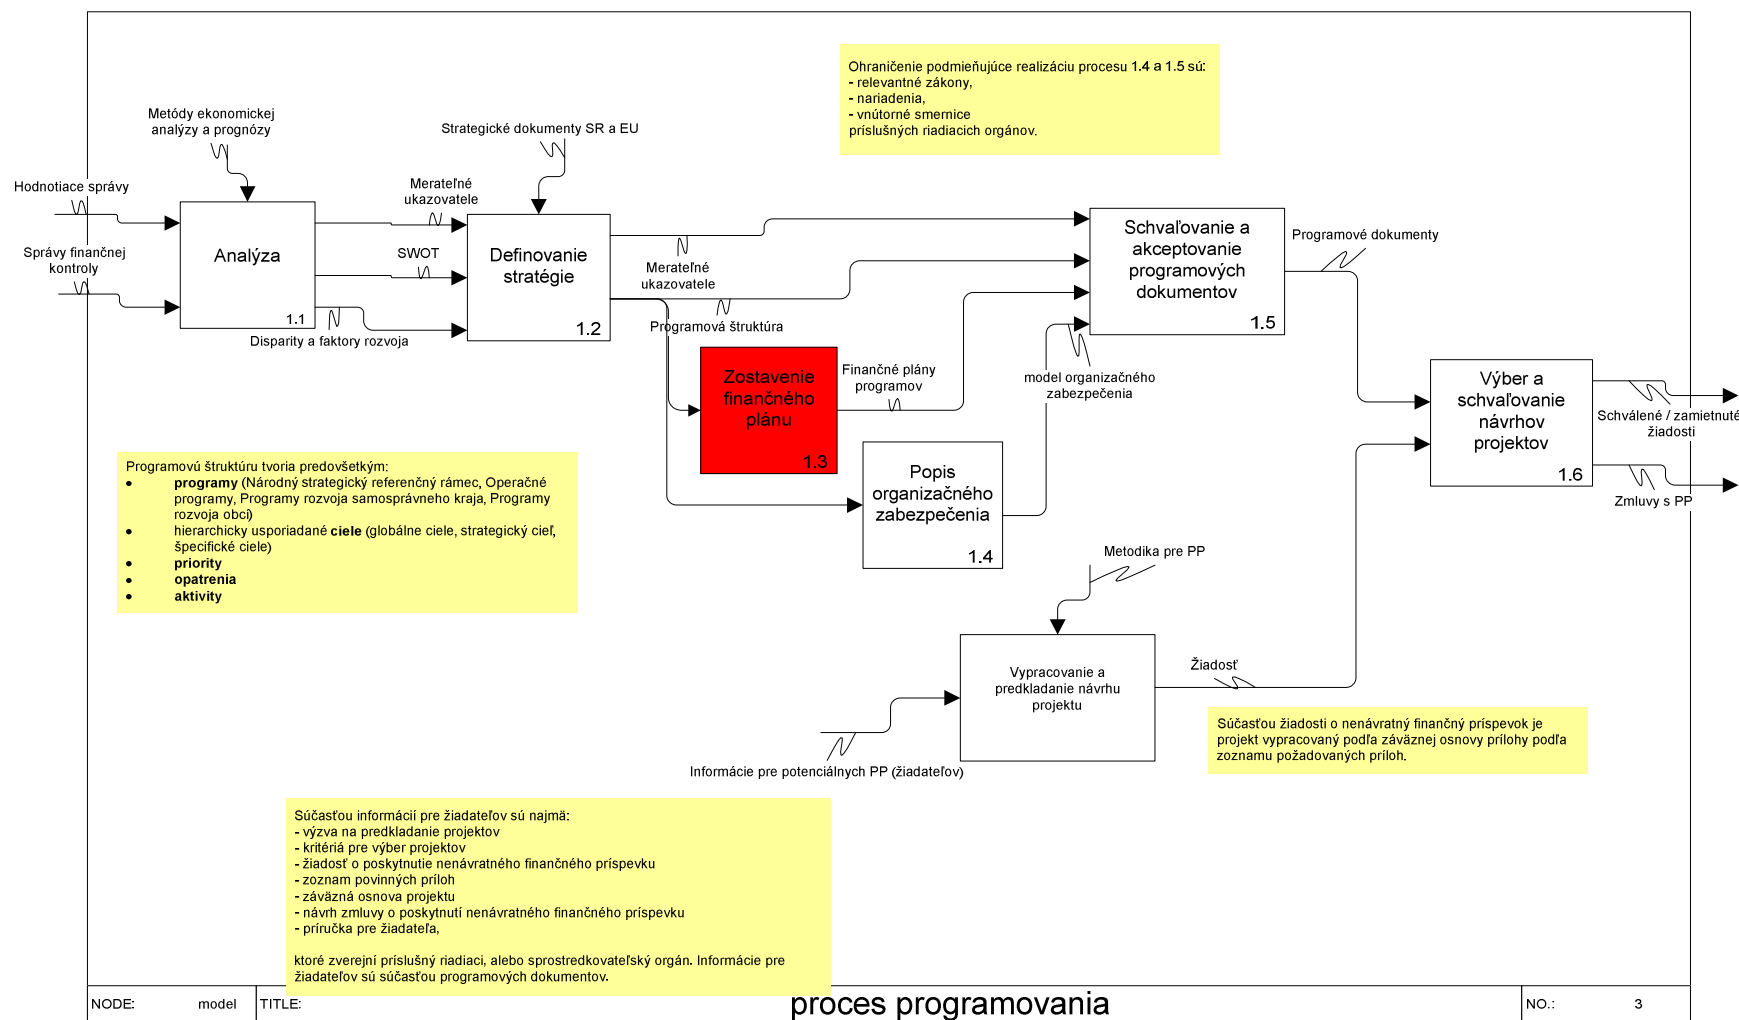 Ohraničenie podmieňujúce realizáciu procesu 1.4 a 1.5 sú:
- relevantné zákony,
- nariadenia,
- vnútorné smernice
príslušných riadiacich orgánov.
Metódy ekonomickej
analýzy a prognózy
Strategické dokumenty SR a EU
Hodnotiace správy
Správy finančnej
kontroly
Analýza
1.1
Merateľné
ukazovatele
SWOT
Disparity a faktory rozvoja
Definovanie
stratégie
1.2
Merateľné
ukazovatele
Programová štruktúra
Schvaľovanie a
akceptovanie
programových
dokumentov
1.5
Programové dokumenty
Zostavenie
finančného
plánu
1.3
Finančné plány
programov
model organizačného
zabezpečenia
Výber a
schvaľovanie
návrhov
projektov
1.6
Schválené / zamietnuté
žiadosti
Zmluvy s PP
Popis
organizačného
zabezpečenia
1.4
Programovú štruktúru tvoria predovšetkým:
• programy (Národný strategický referenčný rámec, Operačné
programy, Programy rozvoja samosprávneho kraja, Programy
rozvoja obcí)
• hierarchicky usporiadané ciele (globálne ciele, strategický cieľ,
špecifické ciele)
• priority
• opatrenia
• aktivity
Metodika pre PP
Vypracovanie a
predkladanie návrhu
projektu
Žiadosť
Informácie pre potenciálnych PP (žiadateľov)
Súčasťou žiadosti o nenávratný finančný príspevok je
projekt vypracovaný podľa záväznej osnovy prílohy podľa
zoznamu požadovaných príloh.
Súčasťou informácií pre žiadateľov sú najmä:
- výzva na predkladanie projektov
- kritériá pre výber projektov
- žiadosť o poskytnutie nenávratného finančného príspevku
- zoznam povinných príloh
- záväzná osnova projektu
- návrh zmluvy o poskytnutí nenávratného finančného príspevku
- príručka pre žiadateľa,
ktoré zverejní príslušný riadiaci, alebo sprostredkovateľský orgán. Informácie pre
žiadateľov sú súčasťou programových dokumentov.
NODE: model
TITLE: proces programovania
NO.: 3